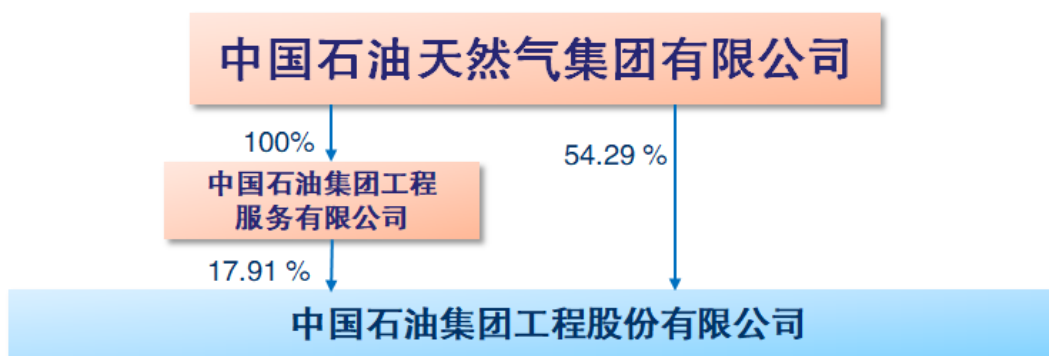 中国石油天然气集团有限公司
100%
54.29 %
中国石油集团工程
服务有限公司
17.91 %
中国石油集团工程股份有限公司